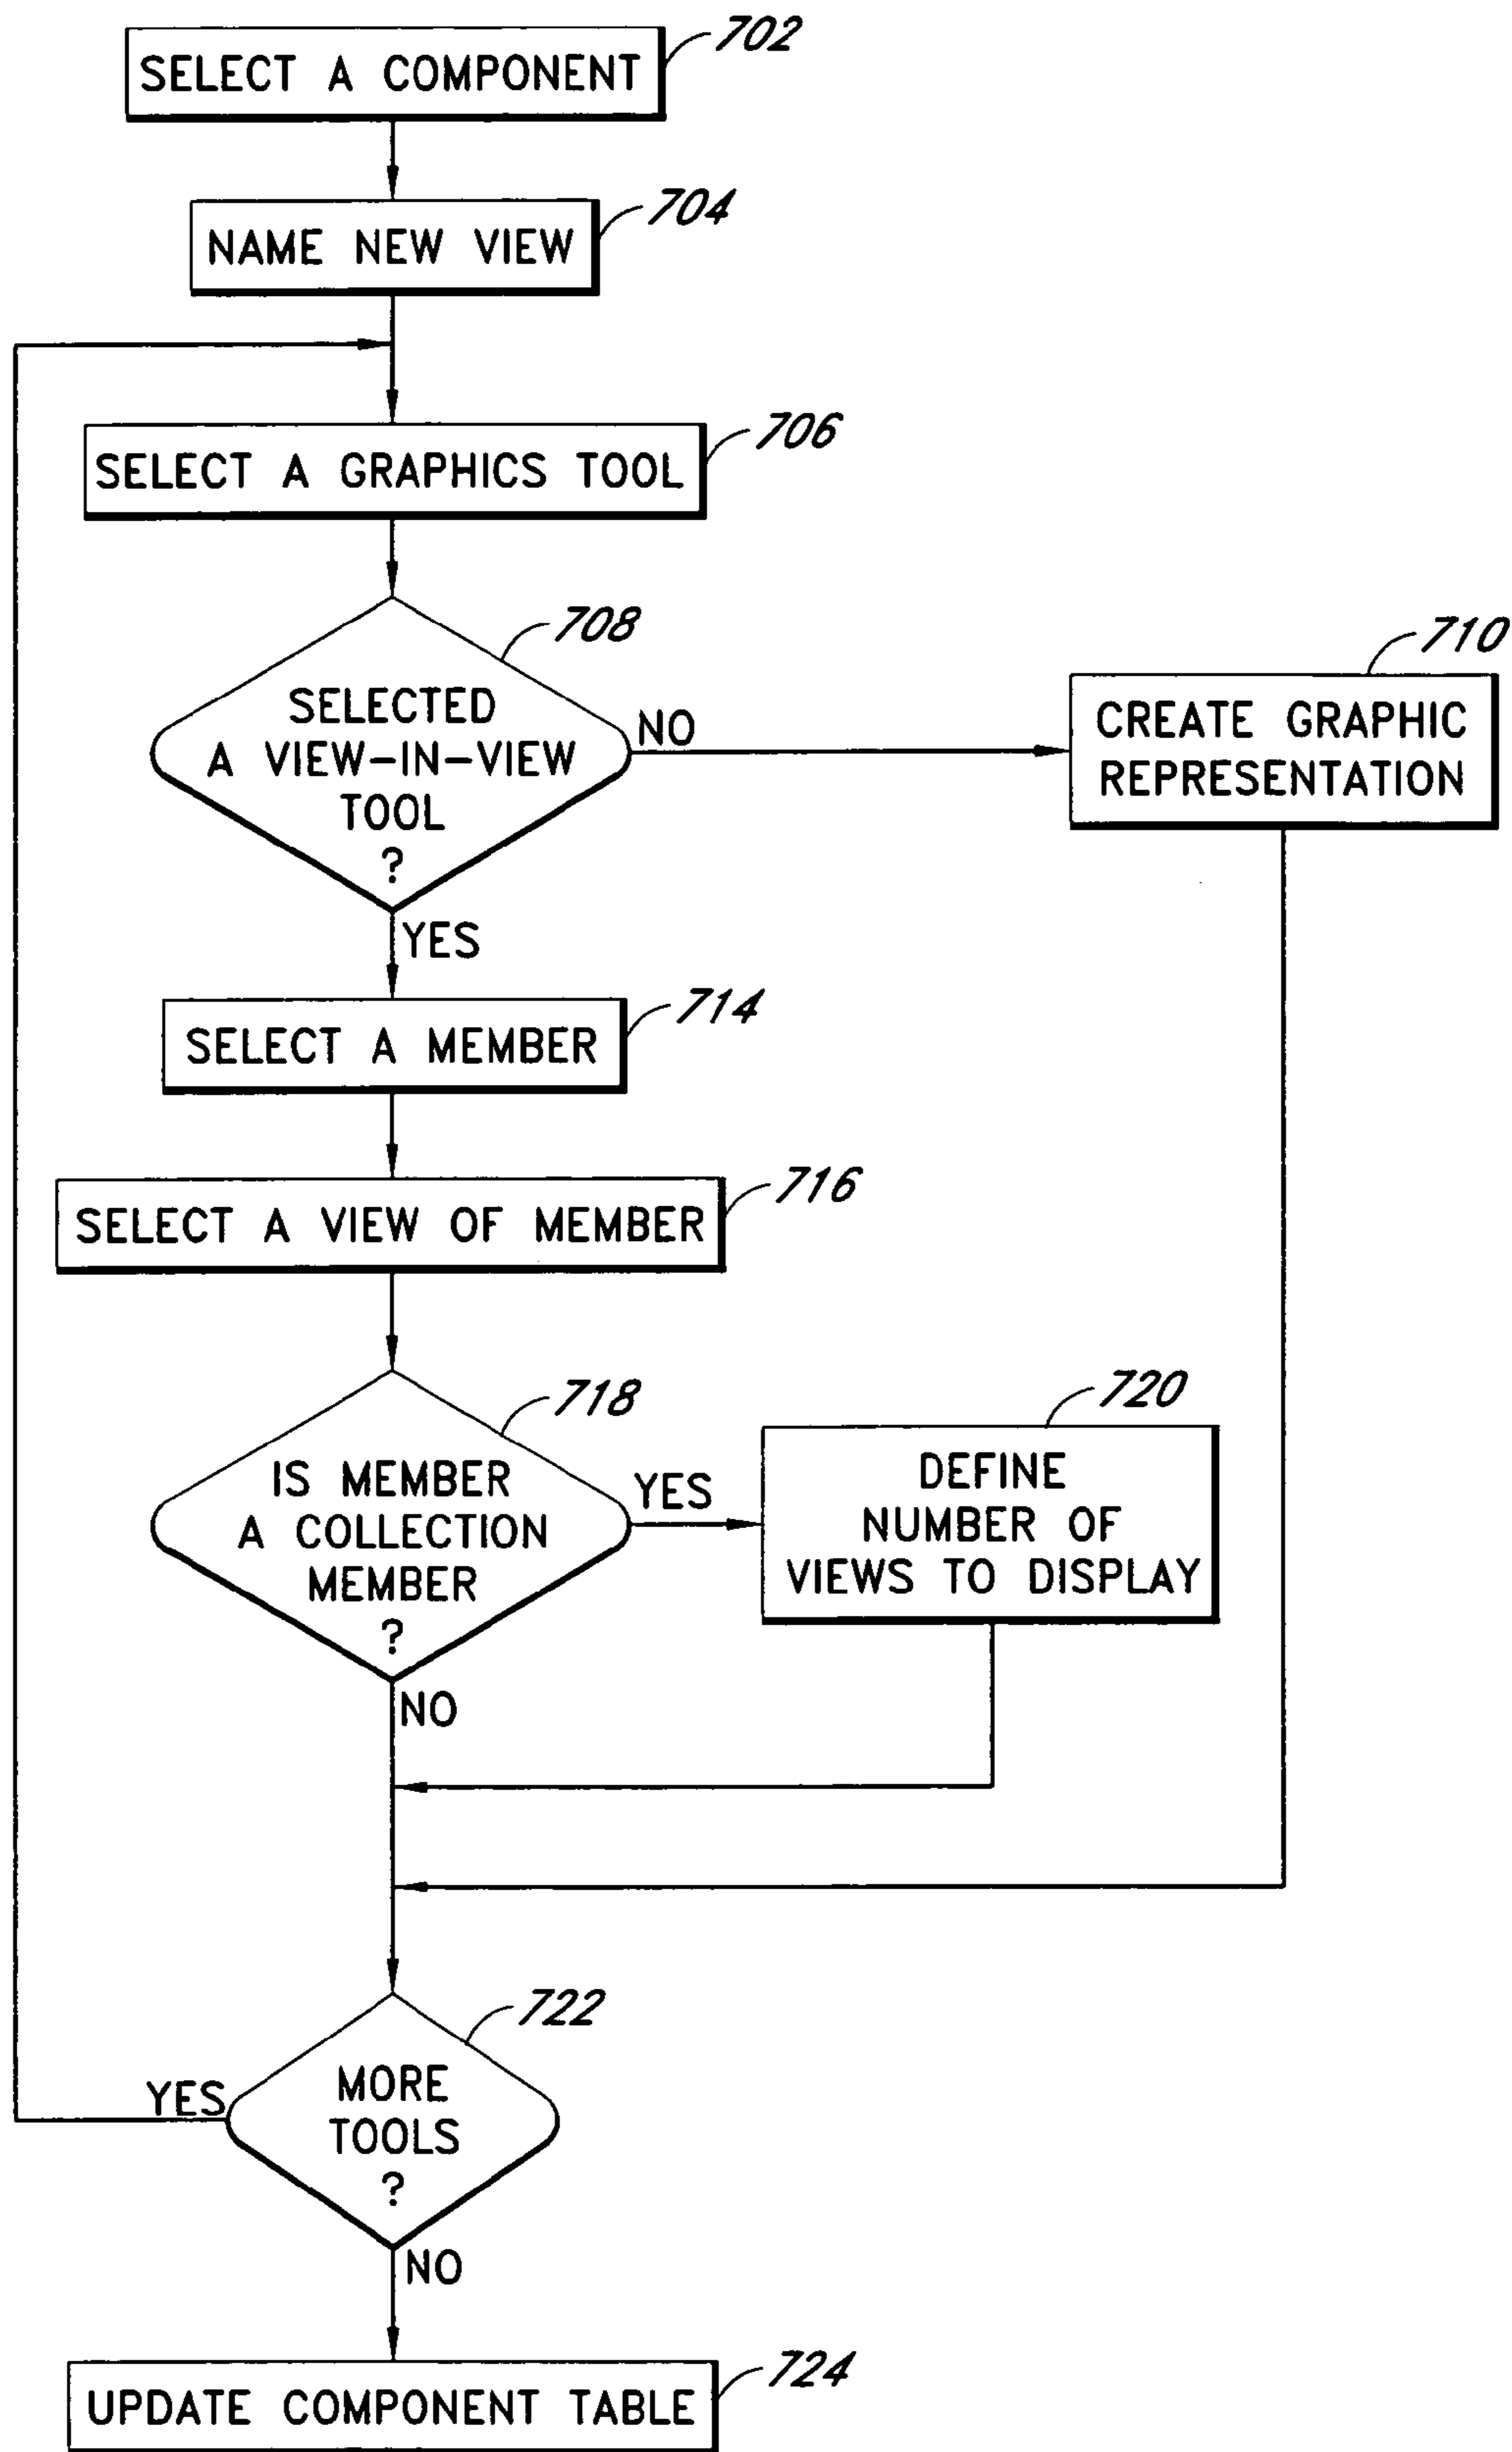 702
SELECT A COMPONENT
704
NAME NEW VIEW
706
SELECT A GRAPHICS TOOL
708
SELECTED
A VIEW-IN-VIEW
TOOL
?
NO
710
CREATE GRAPHIC
REPRESENTATION
YES
714
SELECT A MEMBER
716
SELECT A VIEW OF MEMBER
718
IS MEMBER
A COLLECTION
MEMBER
?
YES
720
DEFINE
NUMBER OF
VIEWS TO DISPLAY
NO
722
MORE
TOOLS
?
YES
NO
724
UPDATE COMPONENT TABLE